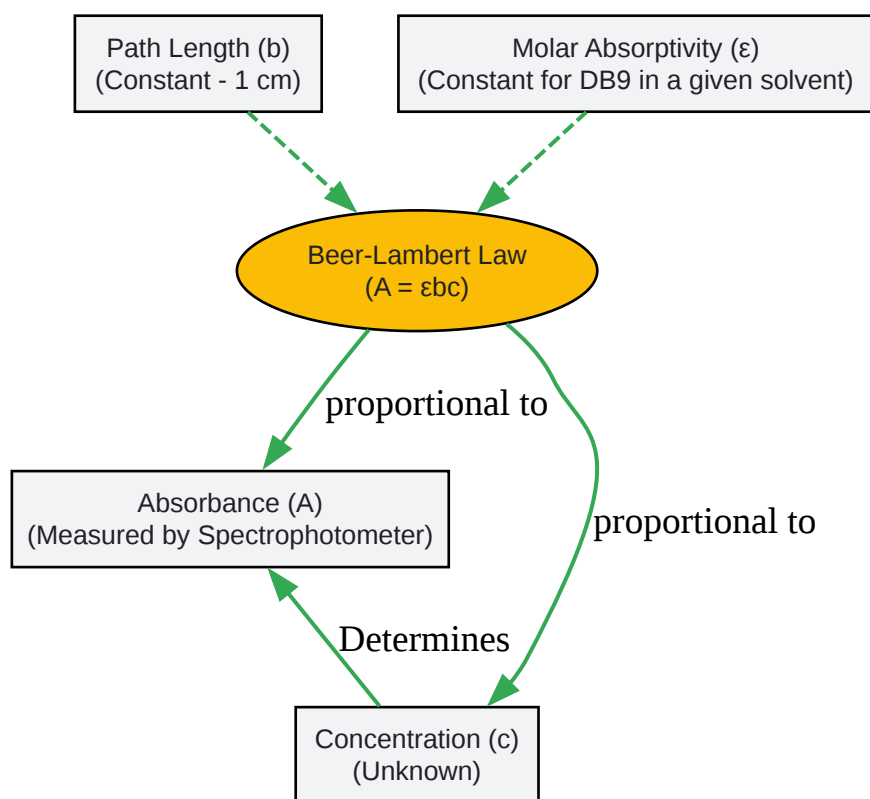 Path Length (b)
(Constant - 1 cm)
Molar Absorptivity (ε)
(Constant for DB9 in a given solvent)
Beer-Lambert Law
(A = εbc)
proportional to
Absorbance (A)
(Measured by Spectrophotometer)
proportional to
Determines
Concentration (c)
(Unknown)